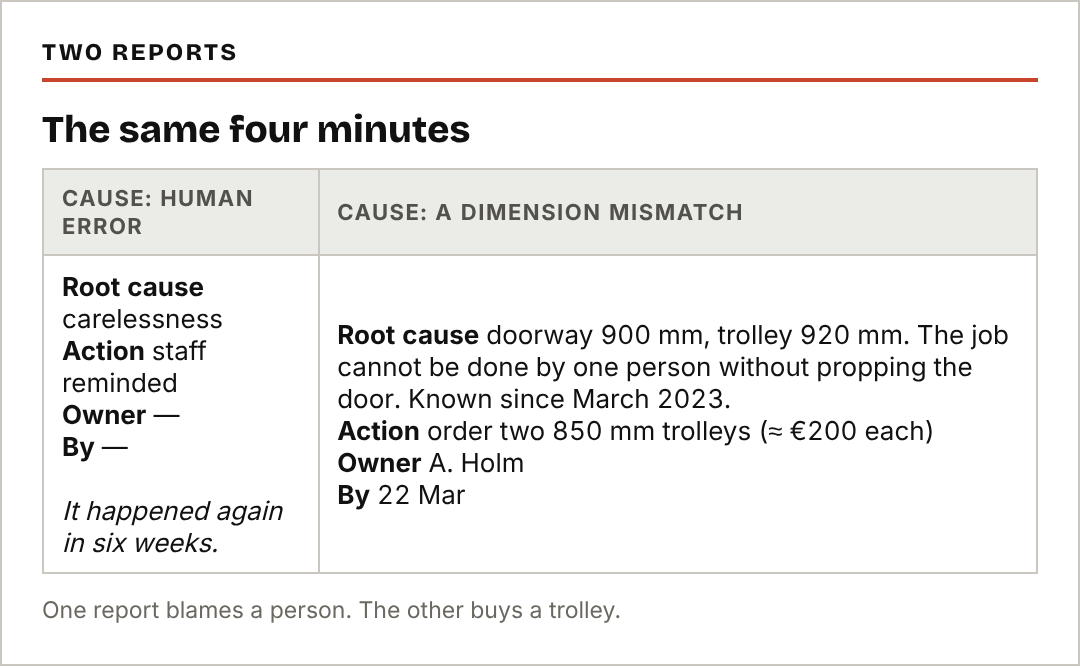 TWO REPORTS
The same four minutes
CAUSE: HUMAN
ERROR
CAUSE: A DIMENSION MISMATCH
Root cause
carelessness
Action staff
reminded
Owner —
By —
It happened again
in six weeks.
Root cause doorway 900 mm, trolley 920 mm. The job
cannot be done by one person without propping the
door. Known since March 2023.
Action order two 850 mm trolleys (≈ €200 each)
Owner A. Holm
By 22 Mar
One report blames a person. The other buys a trolley.